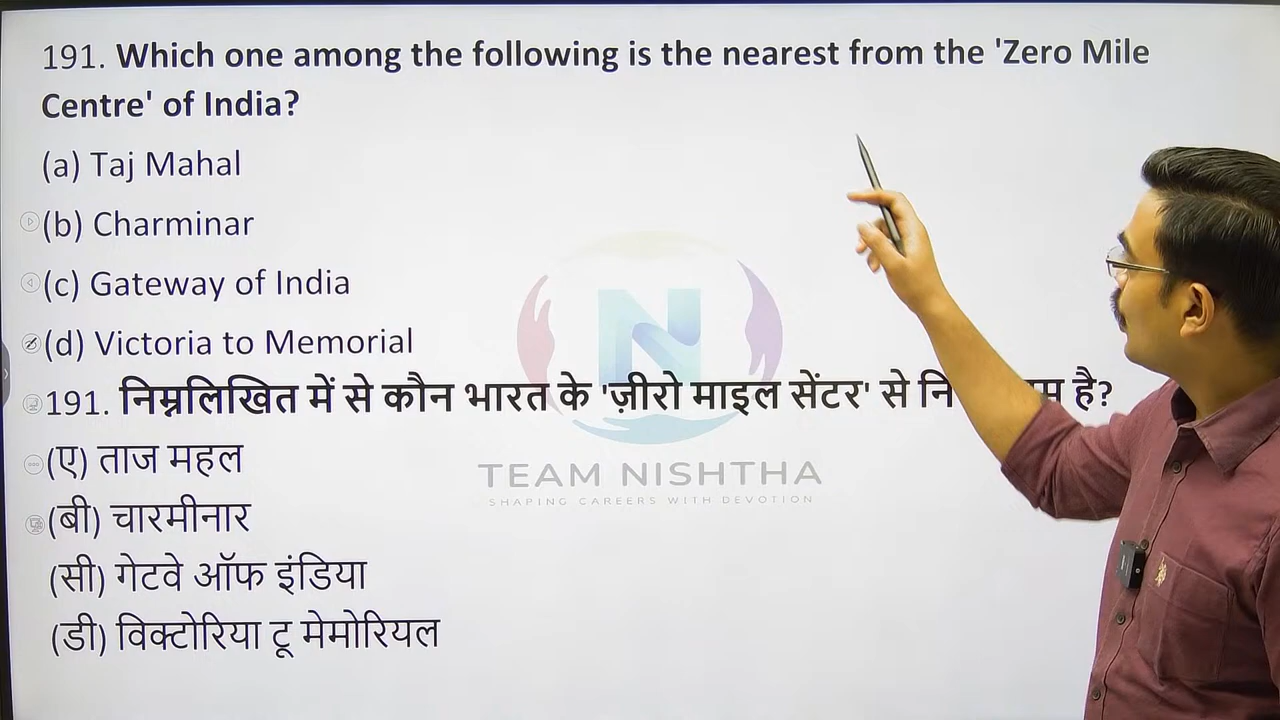 191. Which one among the following is the nearest from the 'Zero Mile
Centre' of India?
(a) Taj Mahal
(b) Charminar
(c) Gateway of India
(d) Victoria to Memorial
191. निम्नलिखित में से कौन भारत के 'ज़ीरो माइल सेंटर' से नि म है?
(ए) ताज महल
(बी) चारमीनार
(सी) गेटवे ऑफ इंडिया
(डी) विक्टोरिया टू मेमोरियल
N
TEAM NISHTHA
SHAPING CAREERS WITH DEVOTION